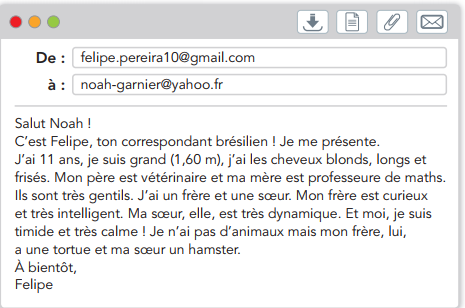 De : felipe.pereira10@gmail.com
à : noah-garnier@yahoo.fr
Salut Noah !
C'est Felipe, ton correspondant brésilien ! Je me présente.
J'ai 11 ans, je suis grand (1,60 m), j'ai les cheveux blonds, longs et
frisés. Mon père est vétérinaire et ma mère est professeure de maths.
Ils sont très gentils. J'ai un frère et une sœur. Mon frère est curieux
et très intelligent. Ma sœur, elle, est très dynamique. Et moi, je suis
timide et très calme ! Je n'ai pas d'animaux mais mon frère, lui,
a une tortue et ma sœur un hamster.
À bientôt,
Felipe